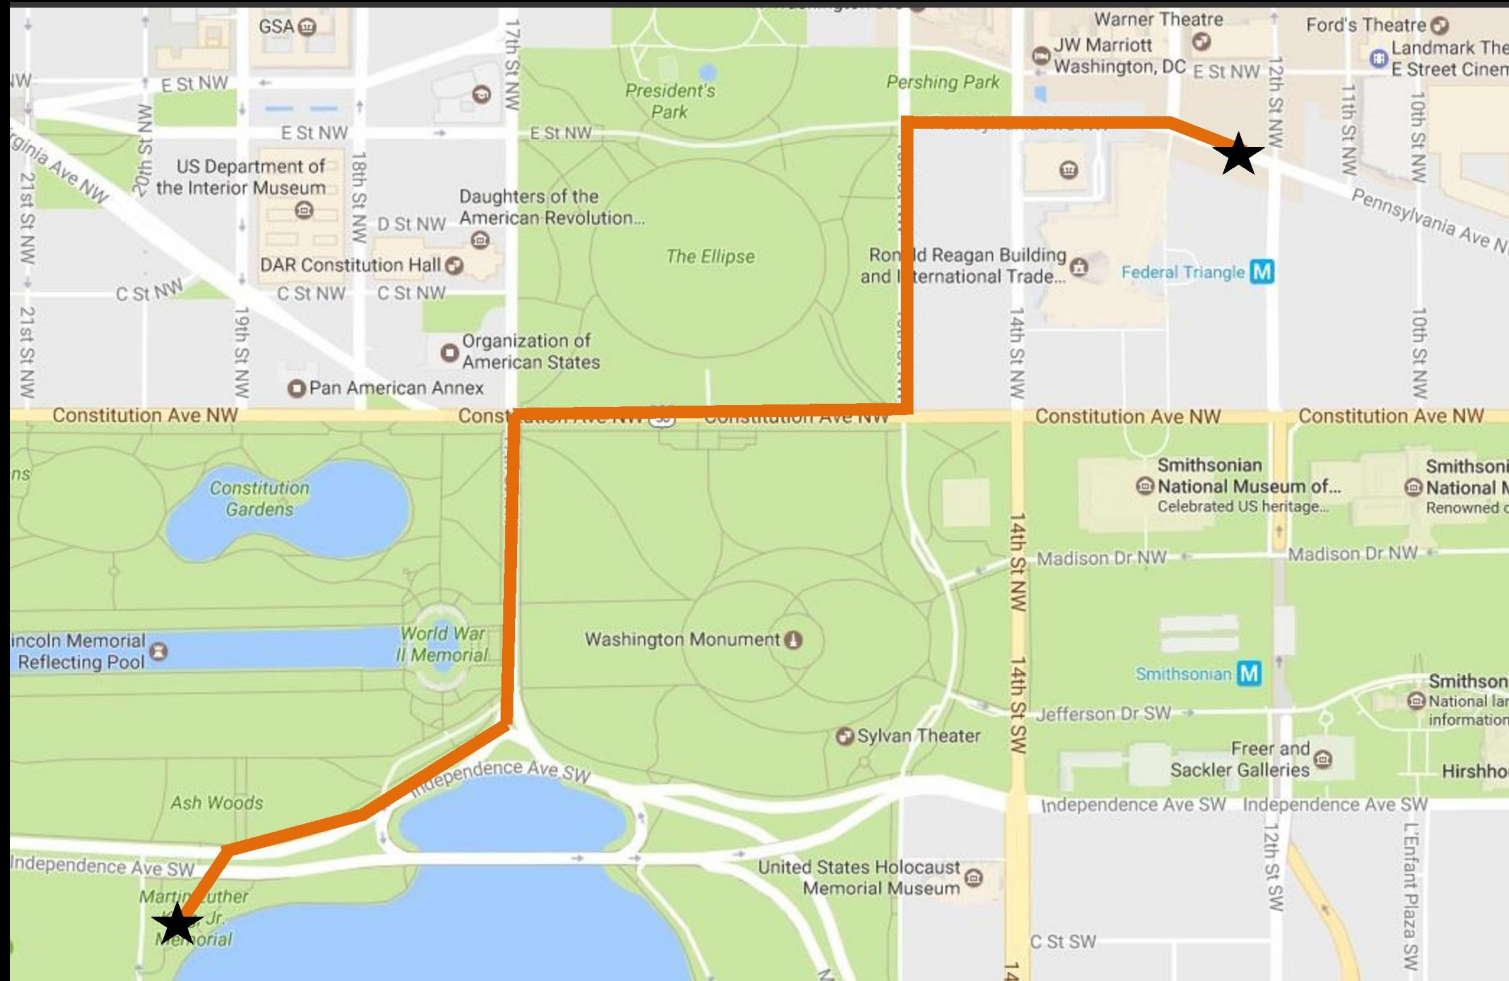 GSA
17th St NW
Warner Theatre
Ford's Theatre
JW Marriott
Washington, DC
E St NW
12th St NW
Landmark The
E Street Cinem
NW
E St NW
President's
Park
Pershing Park
11th St NW
10th St NW
20th St NW
E St NW
E St NW
rginia Ave NW
US Department of
the Interior Museum
18th St NW
21st St NW
Daughters of the
American Revolution...
D St NW
Pennsylvania Ave N
The Ellipse
DAR Constitution Hall
Federal Triangle
M
C St NW
C St NW
C St NW
21st St NW
19th St NW
14th St NW
10th St NW
Organization of
American States
Pan American Annex
Constitution Ave NW
Constitution Ave NW
Constitution Ave NW
Constitution Ave NW
Constitution Ave NW
ns
Constitution
Gardens
Smithsonian
National Museum of...
Celebrated US heritage...
Smithsoni
National M
Renowned
14th St NW
Madison Dr NW
Madison Dr NW
incoln Memorial
Reflecting Pool
World War
II Memorial
Washington Monument
14th St SW
Smithsonian
M
Smithson
National lar
information
Jefferson Dr SW
Sylvan Theater
Freer and
Sackler Galleries
Hirshho
Independence Ave SW
Ash Woods
Independence Ave SW
Independence Ave SW
12th St SW
L'Enfant Plaza SW
Independence Ave SW
United States Holocaust
Memorial Museum
Jr.
Memorial
C St SW
14